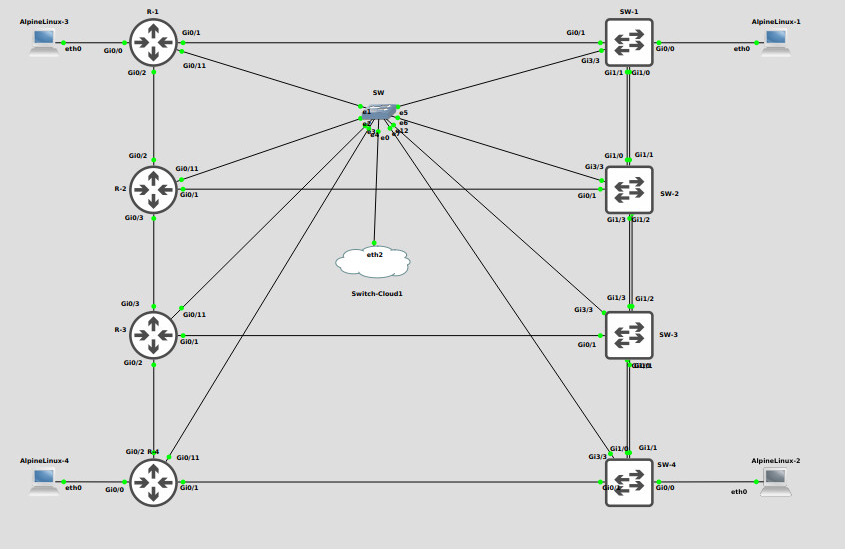 R-1
SW-1
AlpineLinux-3
AlpineLinux-1
Gi0/1
Gi0/1
eth0
Gi0/0
Gi0/0
eth0
Gi3/3
Gi0/11
Gi0/2
Gi1/1
Gi1/0
SW
e1
e5
e2
e6
e3
e12
e4
e0
Gi0/2
Gi1/0
Gi1/1
Gi0/11
Gi3/3
R-2
Gi0/1
Gi0/1
SW-2
Gi0/3
Gi1/3
Gi1/2
eth2
Switch-Cloud1
Gi0/3
Gi1/3
Gi1/2
Gi0/11
Gi3/3
R-3
SW-3
Gi0/1
Gi0/1
Gi0/2
Gi0/2
R-4
Gi1/0
Gi1/1
Gi0/11
Gi3/3
AlpineLinux-4
SW-4
AlpineLinux-2
eth0
Gi0/0
Gi0/1
Gi0/0
eth0